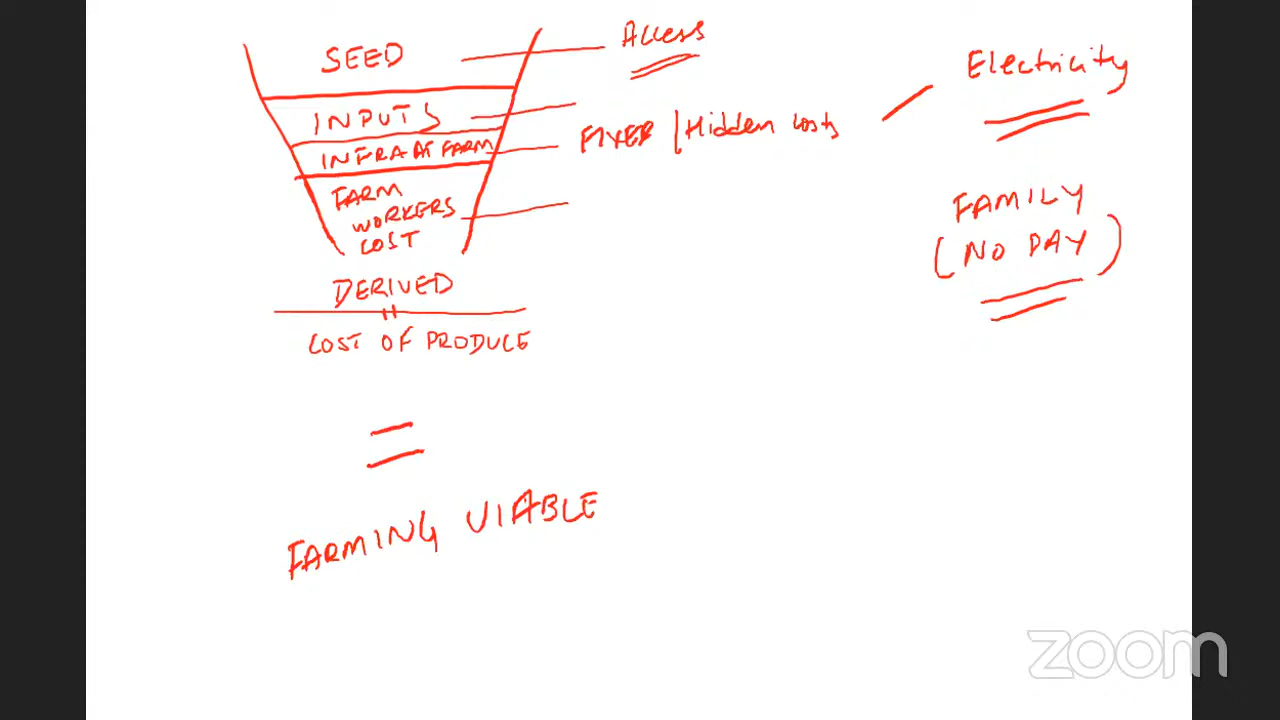 SEED
Access
INPUTS
INFRA AT FARM
FIXED / Hidden costs
Electricity
FARM
WORKERS
COST
FAMILY
(NO PAY)
DERIVED
COST OF PRODUCE
=
FARMING VIABLE
zoom